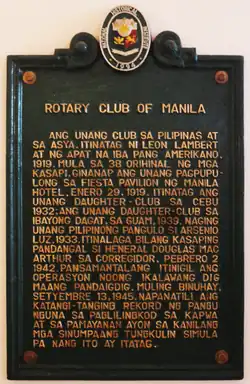 ROTARY CLUB OF MANILA
ANG UNANG CLUB SA PILIPINAS AT
SA ASYA. ITINATAG NI LEON LAMBERT
AT NG APAT NA IBA PANG AMERIKANO,
1919. MULA SA 38 ORIHINAL NG MGA
KASAPI, GINANAP ANG UNANG PAGPUPU-
LONG SA FIESTA PAVILION NG MANILA
HOTEL, ENERO 29, 1919. ITINATAG ANG
UNANG DAUGHTER-CLUB SA CEBU
1932; ANG UNANG DAUGHTER-CLUB SA
IBAYONG DAGAT, SA GUAM, 1939. NAGING
UNANG PILIPINONG PANGULO SI ARSENIO
LUZ, 1933. ITINALAGA BILANG KASAPING
PANDANGAL SI HENERAL DOUGLAS MAC
ARTHUR SA CORREGIDOR, PEBRERO 2
1942. PANSAMANTALANG ITINIGIL ANG
OPERASYON NOONG IKALAWANG DIG
MAANG PANDAIGDIG. MULING BINUHAY,
SETYEMBRE 13, 1945. NAPANATILI ANG
KATANGI-TANGING REKORD NG PANGU
NGUNA SA PAGLILINGKOD SA KAPWA
AT SA PAMAYANAN AYON SA KANILANG
MGA SINUMPAANG TUNGKULIN SIMULA
PA NANG ITO AY ITATAG.